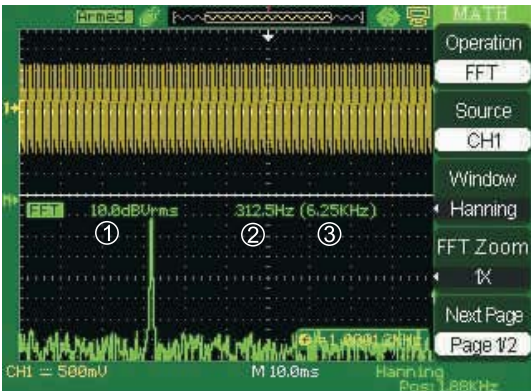 Armed
MATH
Operation
FFT
Source
CH1
Window
Hanning
FFT Zoom
1X
Next Page
Page 1/2
1
M
FFT 10.0dBVrms 312.5Hz (6.25KHz)
① ② ③
CH1 500mV M 10.0ms Hanning
Pos:1.88KHz